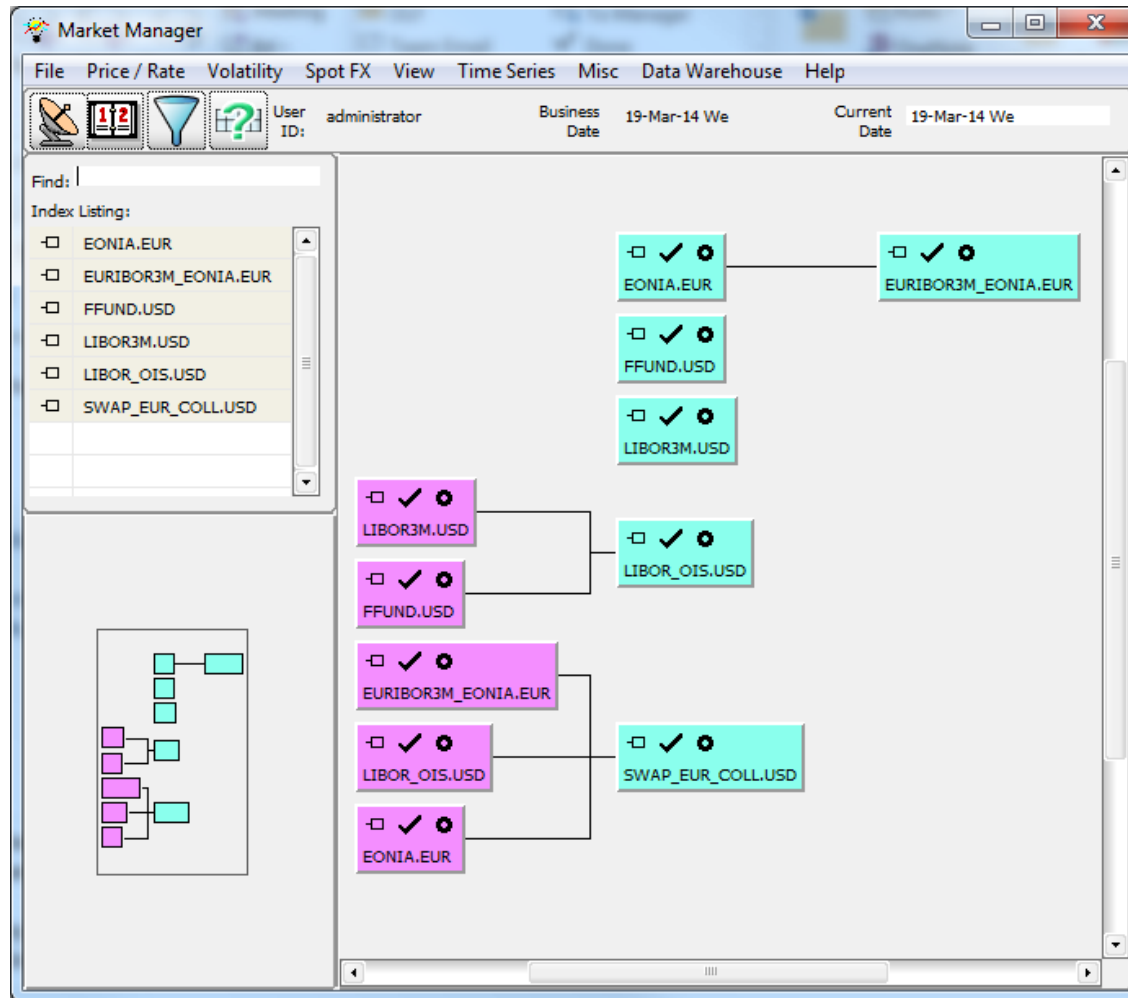 Market Manager
File Price / Rate Volatility Spot FX View Time Series Misc Data Warehouse Help
User ID: administrator Business Date 19-Mar-14 We Current Date 19-Mar-14 We
Find:
Index Listing:
EONIA.EUR
EURIBOR3M_EONIA.EUR
FFUND.USD
LIBOR3M.USD
LIBOR_OIS.USD
SWAP_EUR_COLL.USD
EONIA.EUR EURIBOR3M_EONIA.EUR
FFUND.USD
LIBOR3M.USD
LIBOR3M.USD
LIBOR_OIS.USD
FFUND.USD
EURIBOR3M_EONIA.EUR
LIBOR_OIS.USD SWAP_EUR_COLL.USD
EONIA.EUR